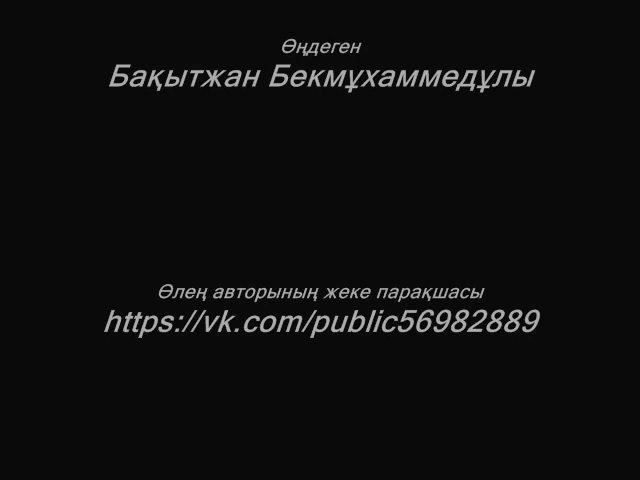 Өңдеген
Бақытжан Бекмұхаммедұлы
Өлең авторының жеке парақшасы
https://vk.com/public56982889